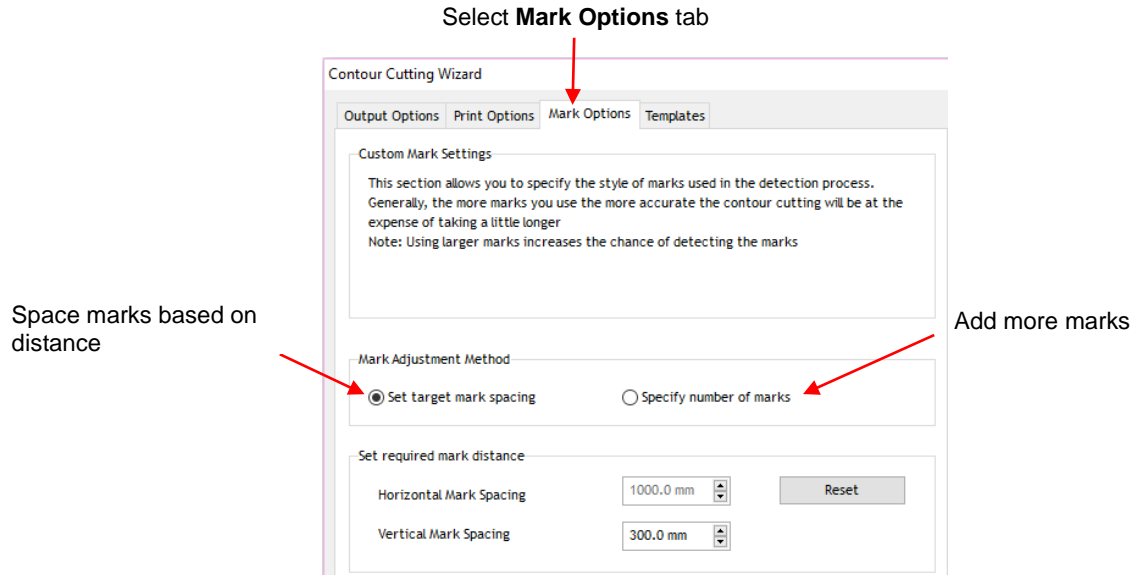 Select Mark Options tab
Contour Cutting Wizard
Output Options Print Options Mark Options Templates
Custom Mark Settings
This section allows you to specify the style of marks used in the detection process.
Generally, the more marks you use the more accurate the contour cutting will be at the
expense of taking a little longer
Note: Using larger marks increases the chance of detecting the marks
Space marks based on
distance
Add more marks
Mark Adjustment Method
Set target mark spacing Specify number of marks
Set required mark distance
Horizontal Mark Spacing 1000.0 mm Reset
Vertical Mark Spacing 300.0 mm